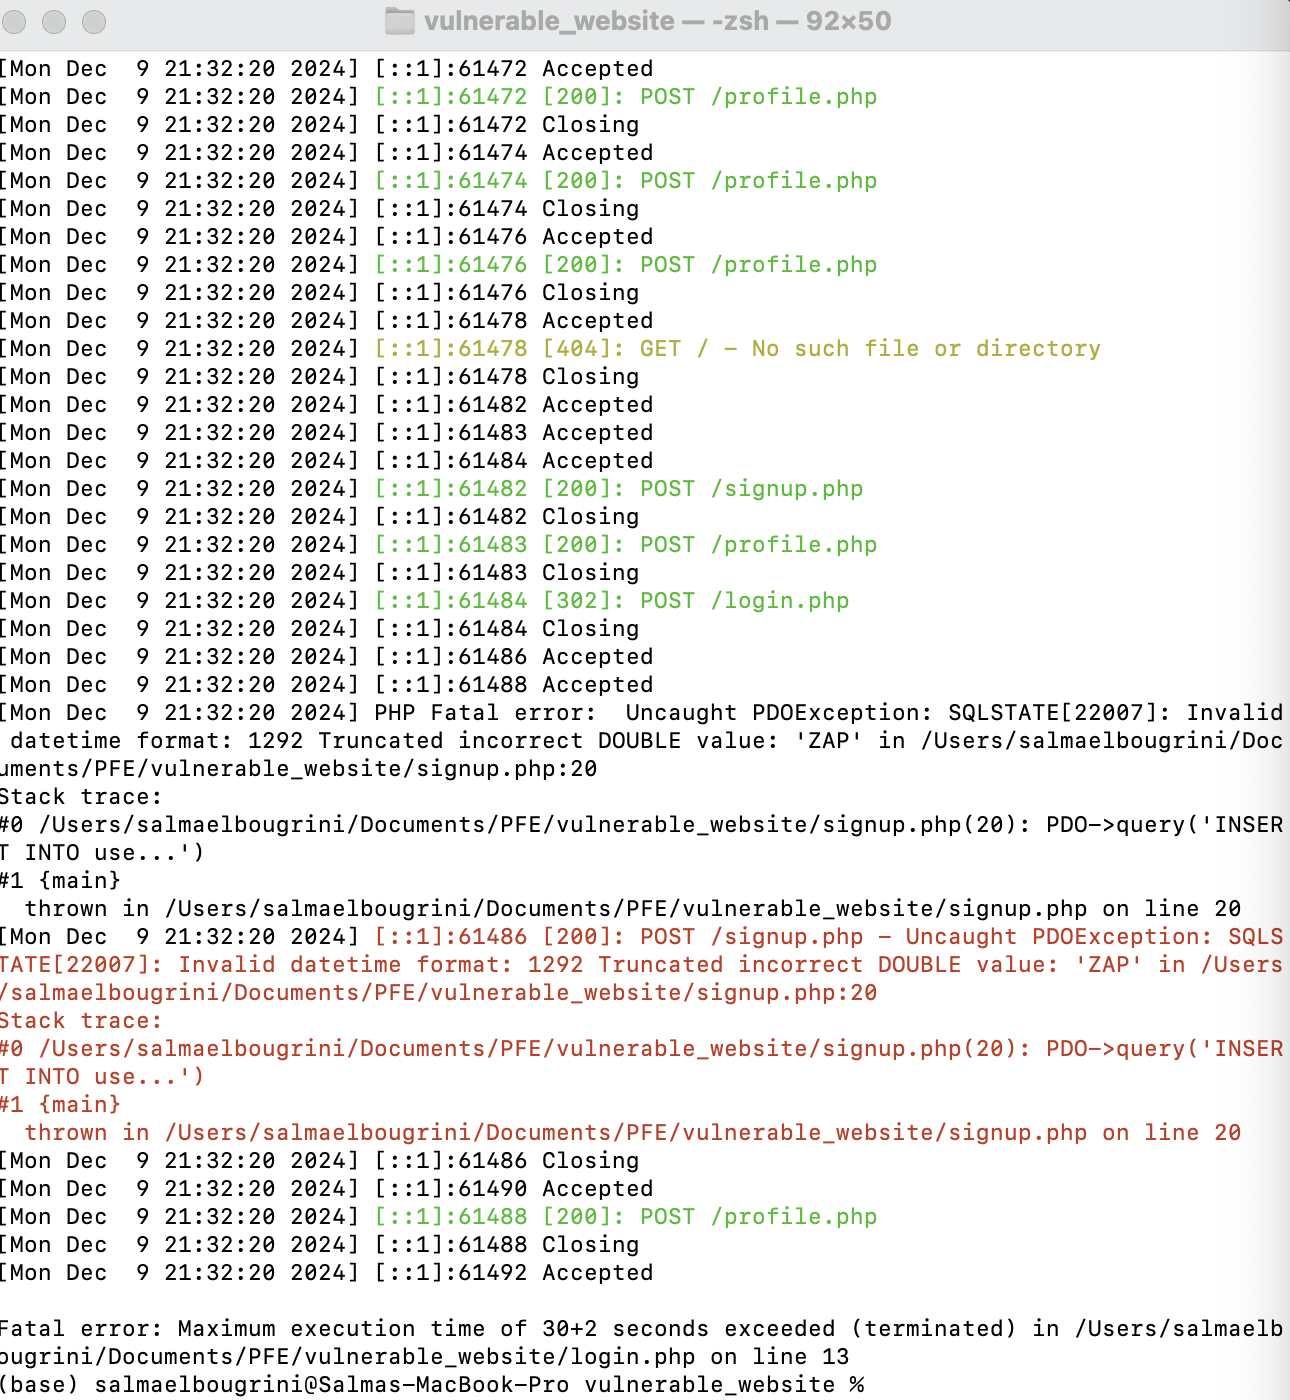 vulnerable_website — -zsh — 92×50
[Mon Dec  9 21:32:20 2024] [::1]:61472 Accepted
[Mon Dec  9 21:32:20 2024] [::1]:61472 [200]: POST /profile.php
[Mon Dec  9 21:32:20 2024] [::1]:61472 Closing
[Mon Dec  9 21:32:20 2024] [::1]:61474 Accepted
[Mon Dec  9 21:32:20 2024] [::1]:61474 [200]: POST /profile.php
[Mon Dec  9 21:32:20 2024] [::1]:61474 Closing
[Mon Dec  9 21:32:20 2024] [::1]:61476 Accepted
[Mon Dec  9 21:32:20 2024] [::1]:61476 [200]: POST /profile.php
[Mon Dec  9 21:32:20 2024] [::1]:61476 Closing
[Mon Dec  9 21:32:20 2024] [::1]:61478 Accepted
[Mon Dec  9 21:32:20 2024] [::1]:61478 [404]: GET / - No such file or directory
[Mon Dec  9 21:32:20 2024] [::1]:61478 Closing
[Mon Dec  9 21:32:20 2024] [::1]:61482 Accepted
[Mon Dec  9 21:32:20 2024] [::1]:61483 Accepted
[Mon Dec  9 21:32:20 2024] [::1]:61484 Accepted
[Mon Dec  9 21:32:20 2024] [::1]:61482 [200]: POST /signup.php
[Mon Dec  9 21:32:20 2024] [::1]:61482 Closing
[Mon Dec  9 21:32:20 2024] [::1]:61483 [200]: POST /profile.php
[Mon Dec  9 21:32:20 2024] [::1]:61483 Closing
[Mon Dec  9 21:32:20 2024] [::1]:61484 [302]: POST /login.php
[Mon Dec  9 21:32:20 2024] [::1]:61484 Closing
[Mon Dec  9 21:32:20 2024] [::1]:61486 Accepted
[Mon Dec  9 21:32:20 2024] [::1]:61488 Accepted
[Mon Dec  9 21:32:20 2024] PHP Fatal error:  Uncaught PDOException: SQLSTATE[22007]: Invalid
 datetime format: 1292 Truncated incorrect DOUBLE value: 'ZAP' in /Users/salmaelbougrini/Doc
uments/PFE/vulnerable_website/signup.php:20
Stack trace:
#0 /Users/salmaelbougrini/Documents/PFE/vulnerable_website/signup.php(20): PDO->query('INSER
T INTO use...')
#1 {main}
  thrown in /Users/salmaelbougrini/Documents/PFE/vulnerable_website/signup.php on line 20
[Mon Dec  9 21:32:20 2024] [::1]:61486 [200]: POST /signup.php - Uncaught PDOException: SQLS
TATE[22007]: Invalid datetime format: 1292 Truncated incorrect DOUBLE value: 'ZAP' in /Users
/salmaelbougrini/Documents/PFE/vulnerable_website/signup.php:20
Stack trace:
#0 /Users/salmaelbougrini/Documents/PFE/vulnerable_website/signup.php(20): PDO->query('INSER
T INTO use...')
#1 {main}
  thrown in /Users/salmaelbougrini/Documents/PFE/vulnerable_website/signup.php on line 20
[Mon Dec  9 21:32:20 2024] [::1]:61486 Closing
[Mon Dec  9 21:32:20 2024] [::1]:61490 Accepted
[Mon Dec  9 21:32:20 2024] [::1]:61488 [200]: POST /profile.php
[Mon Dec  9 21:32:20 2024] [::1]:61488 Closing
[Mon Dec  9 21:32:20 2024] [::1]:61492 Accepted
Fatal error: Maximum execution time of 30+2 seconds exceeded (terminated) in /Users/salmaelb
ougrini/Documents/PFE/vulnerable_website/login.php on line 13
(base) salmaelbougrini@Salmas-MacBook-Pro vulnerable_website %